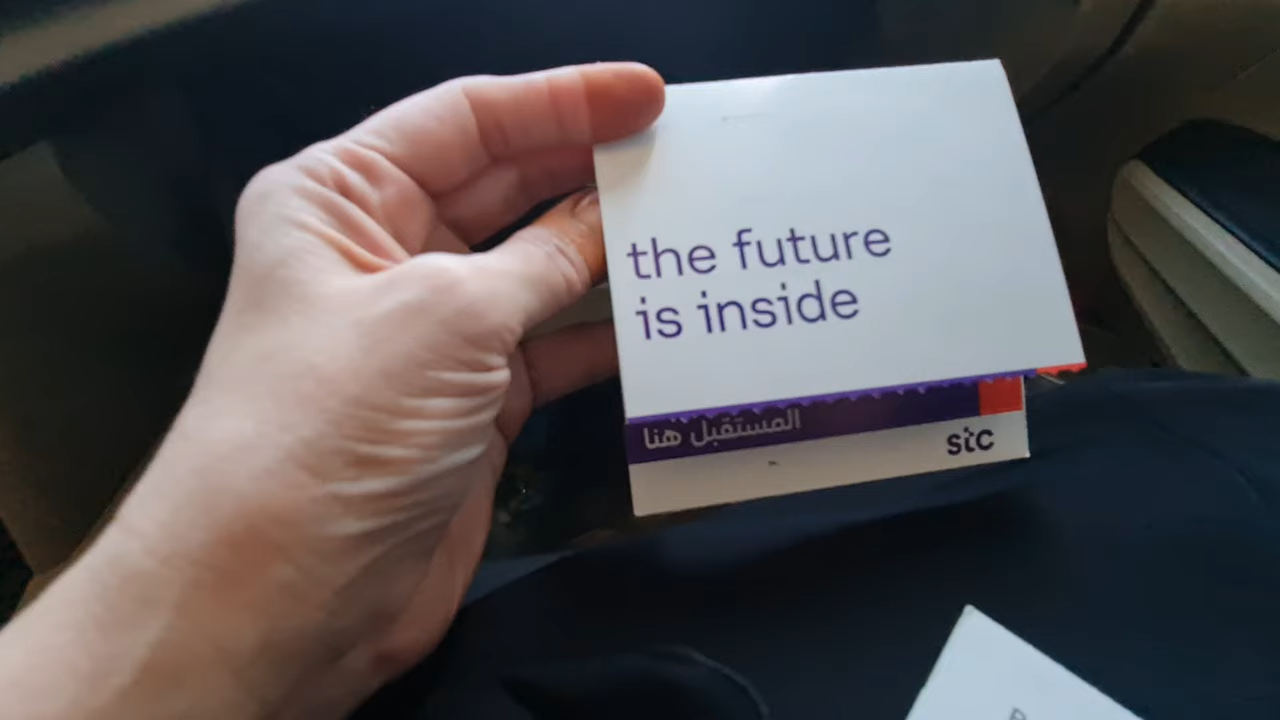 the future
is inside
المستقبل هنا
stc